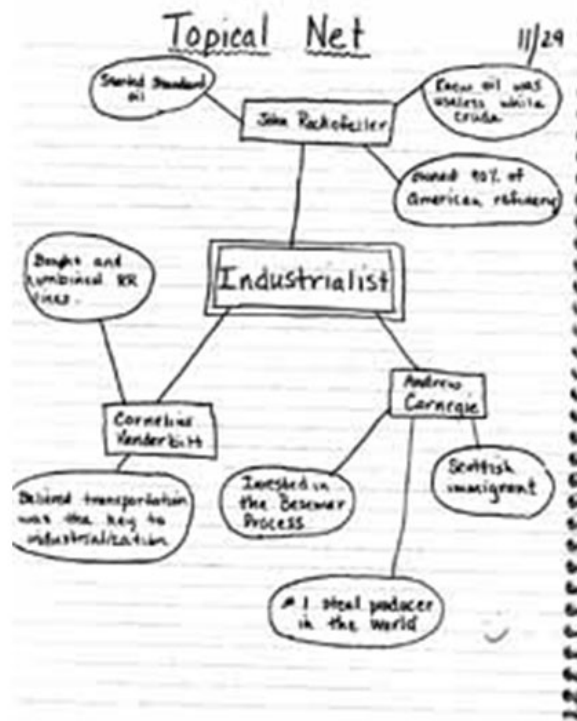 Topical Net
11/29
Started Standard
oil
John Rockofeller
Knew oil was
useless while
crude
owned 90% of
American refinery
Bought and
combined RR
lines
Industrialist
Cornelius
Vanderbilt
Andrew
Carnegie
transportation
was the key to
industrialization
Invested in
the Bessemer
Process
Scottish
immigrant
#1 steel producer
in the world